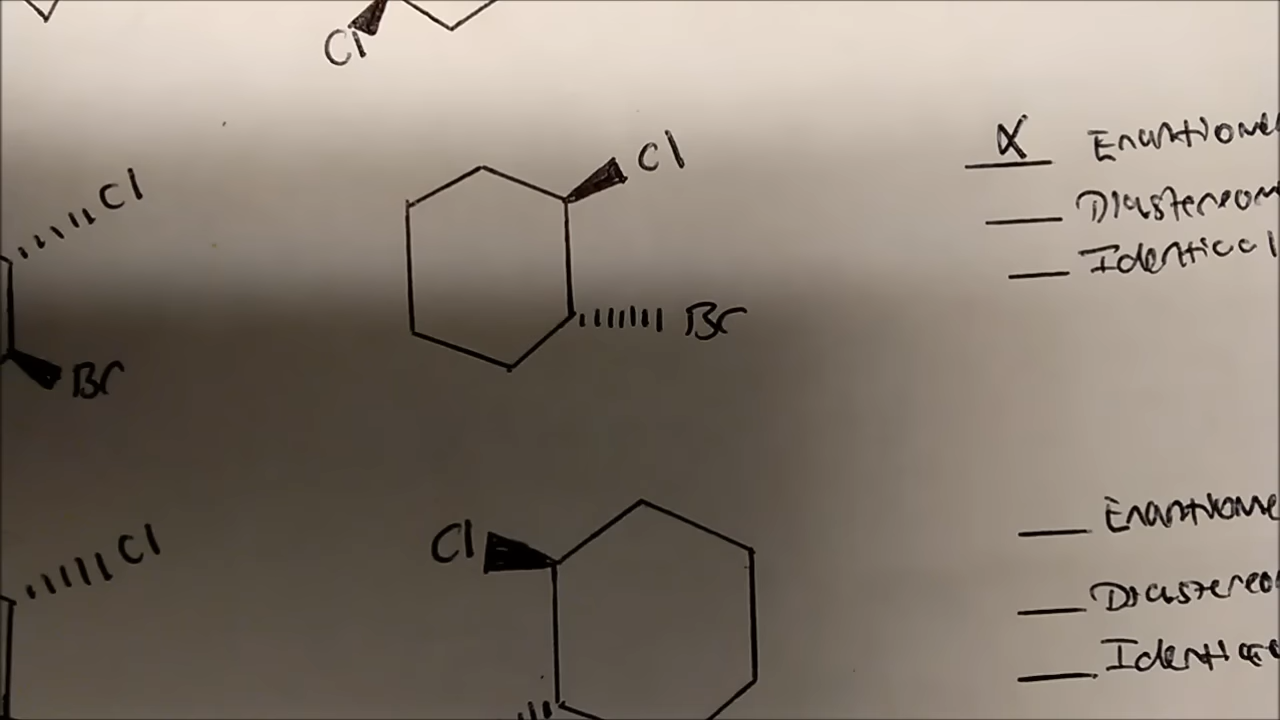 Cl
Cl
Cl
Br
Br
X Enantiome
Diastereom
Identical
Cl
Cl
Enantiome
Diastereo
Identica